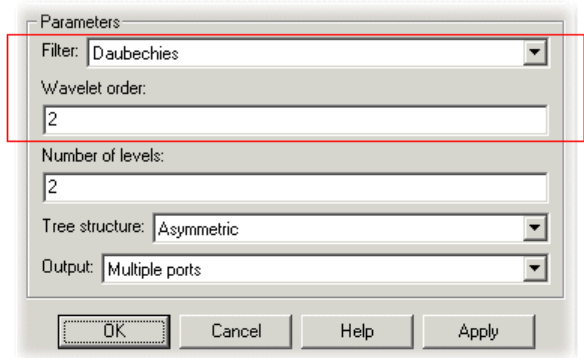 Parameters
Filter: Daubechies
Wavelet order:
2
Number of levels:
2
Tree structure: Asymmetric
Output: Multiple ports
OK Cancel Help Apply